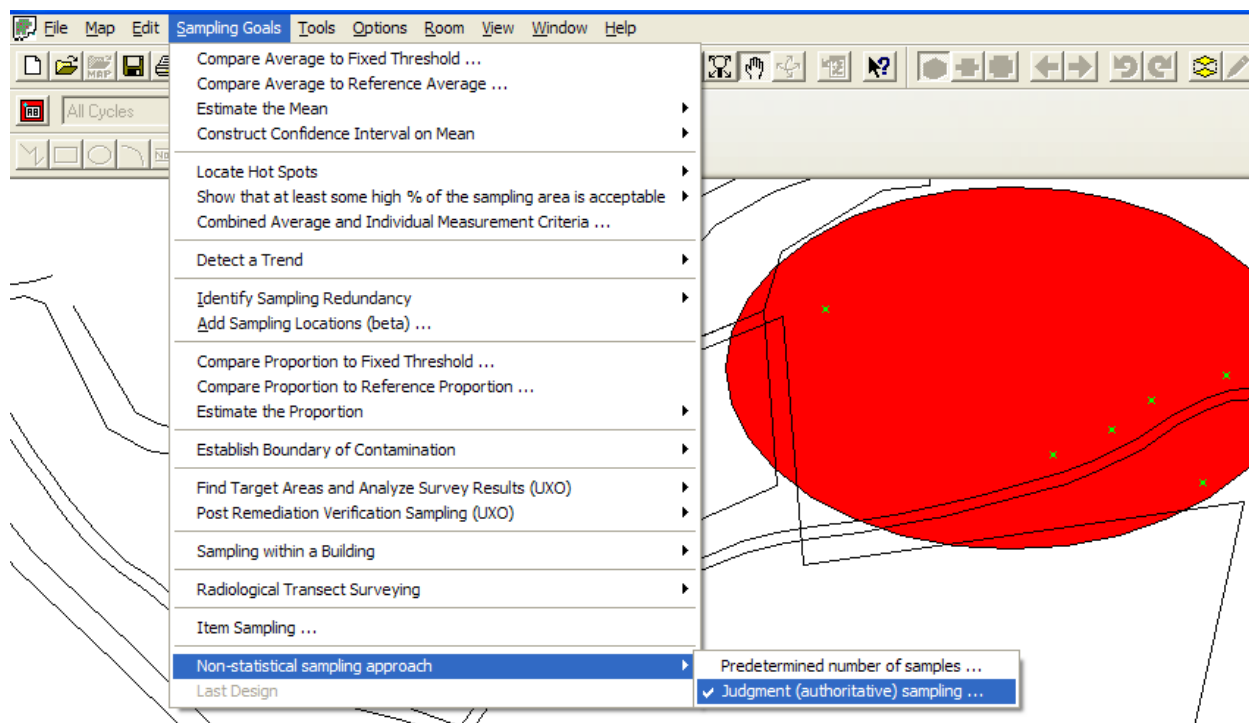 File Map Edit Sampling Goals Tools Options Room View Window Help
MAP
AB All Cycles
Compare Average to Fixed Threshold ...
Compare Average to Reference Average ...
Estimate the Mean
Construct Confidence Interval on Mean
Locate Hot Spots
Show that at least some high % of the sampling area is acceptable
Combined Average and Individual Measurement Criteria ...
Detect a Trend
Identify Sampling Redundancy
Add Sampling Locations (beta) ...
Compare Proportion to Fixed Threshold ...
Compare Proportion to Reference Proportion ...
Estimate the Proportion
Establish Boundary of Contamination
Find Target Areas and Analyze Survey Results (UXO)
Post Remediation Verification Sampling (UXO)
Sampling within a Building
Radiological Transect Surveying
Item Sampling ...
Non-statistical sampling approach
Predetermined number of samples ...
Last Design
Judgment (authoritative) sampling ...